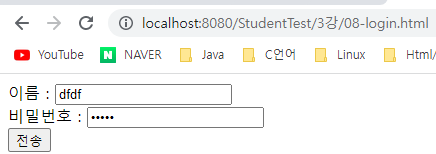 localhost:8080/StudentTest/3강/08-login.html
YouTube NAVER Java C언어 Linux Html/
이름 : dfdf
비밀번호 : •••••
전송